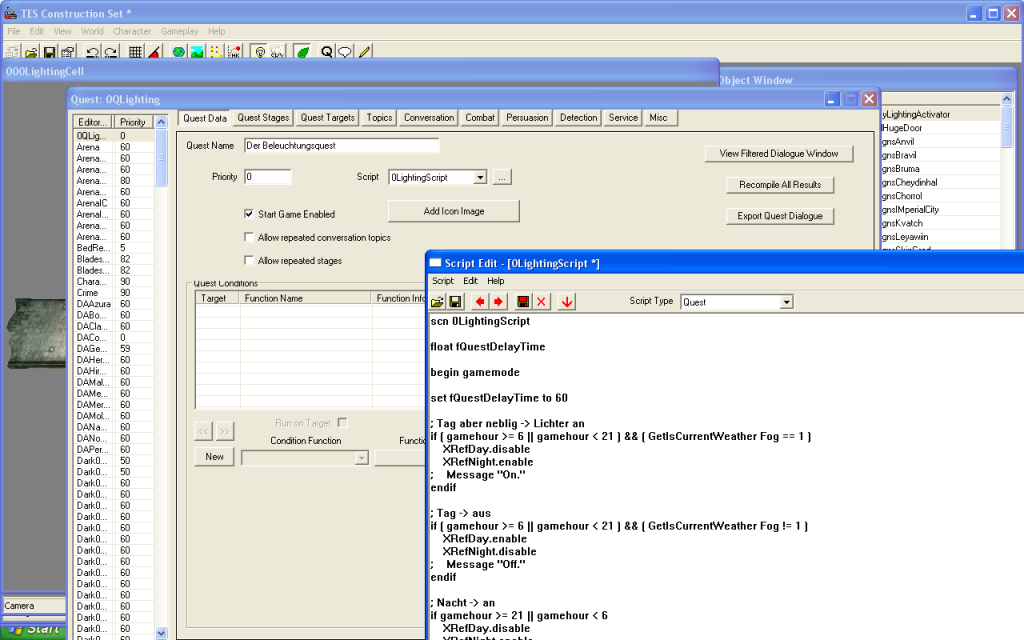 TES Construction Set *
File Edit View World Character Gameplay Help
000LightingCell
Object Window
Quest: 0QLighting
Editor... Priority
0QLig... 0
Arena 60
Arena... 60
Arena... 60
Arena... 80
Arena... 60
ArenaIC 60
Arenal... 60
Arena... 60
Arena... 60
BedRe... 5
Blades... 82
Blades... 82
Chara... 90
Crime 90
DAAzura 60
DABo... 60
DACla... 60
DACo... 0
DAGe... 59
DAHer... 60
DAHir... 60
DAMal... 60
DAMe... 60
DAMer... 60
DAMol... 60
DANa... 60
DANo... 60
DAPer... 60
Dark0... 50
Dark0... 50
Dark0... 60
Dark0... 60
Dark0... 60
Dark0... 60
Dark0... 60
Dark0... 60
Dark0... 60
Dark0... 60
Dark0... 60
Dark0... 60
Dark0... 60
Dark0... 60
Dark0... 60
Dark0... 60
Quest Data Quest Stages Quest Targets Topics Conversation Combat Persuasion Detection Service Misc
Quest Name Der Beleuchtungsquest
Priority 0 Script 0LightingScript ...
Start Game Enabled
Add Icon Image
Allow repeated conversation topics
Allow repeated stages
View Filtered Dialogue Window
Recompile All Results
Export Quest Dialogue
Quest Conditions
Target Function Name Function Info
<< >> Run on Target
Condition Function Functio
New
yLightingActivator
HugeDoor
gnsAnvil
gnsBravil
gnsBruma
gnsCheydinhal
gnsChorrol
gnsIMperialCity
gnsKvatch
gnsLeyawiin
gnsSkinGrad
Script Edit - [0LightingScript *]
Script Edit Help
Script Type Quest
scn 0LightingScript
float fQuestDelayTime
begin gamemode
set fQuestDelayTime to 60
; Tag aber neblig -> Lichter an
if ( gamehour >= 6 || gamehour < 21 ) && ( GetIsCurrentWeather Fog == 1 )
XRefDay.disable
XRefNight.enable
; Message "On."
endif
; Tag -> aus
if ( gamehour >= 6 || gamehour < 21 ) && ( GetIsCurrentWeather Fog != 1 )
XRefDay.enable
XRefNight.disable
; Message "Off."
endif
; Nacht -> an
if gamehour >= 21 || gamehour < 6
XRefDay.disable
XRefNight.enable
Camera
Start